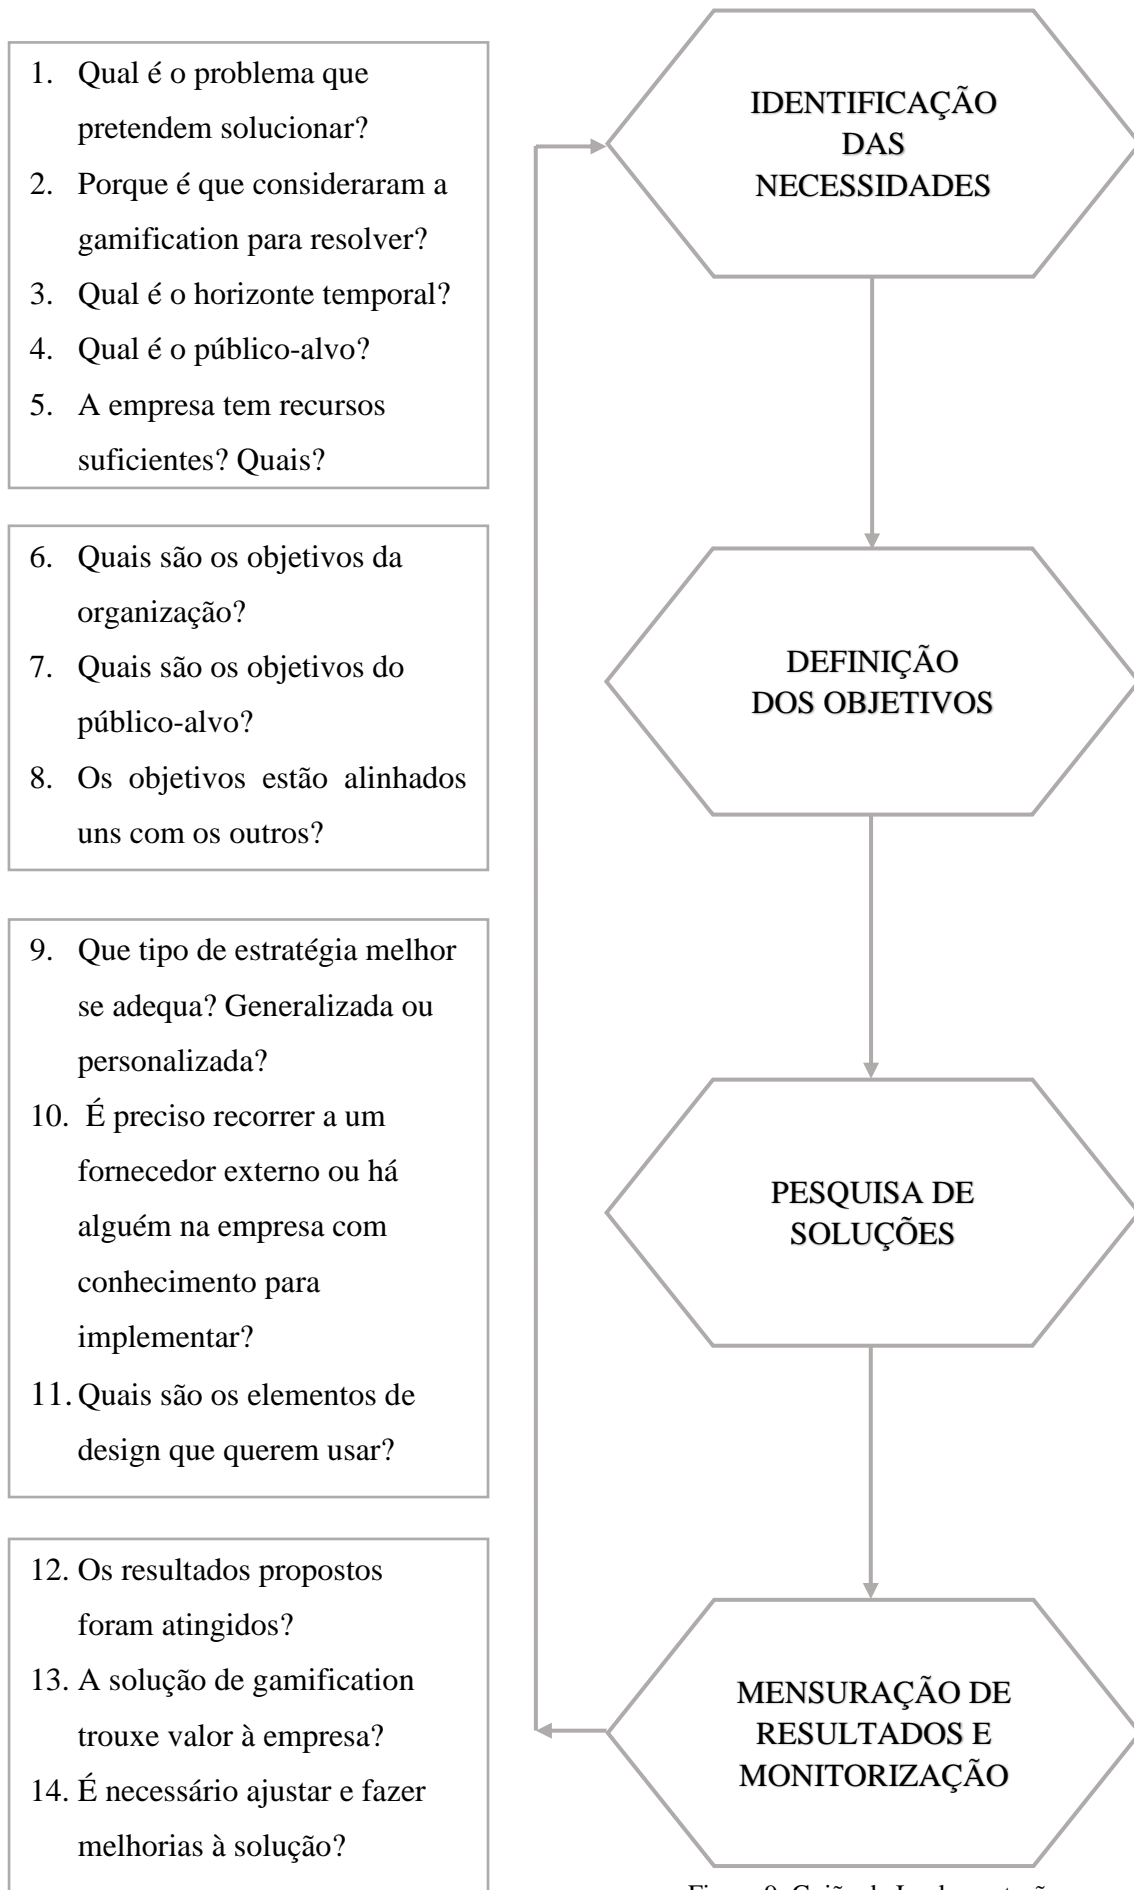 1. Qual é o problema que
pretendem solucionar?
2. Porque é que consideraram a
gamification para resolver?
3. Qual é o horizonte temporal?
4. Qual é o público-alvo?
5. A empresa tem recursos
suficientes? Quais?
IDENTIFICAÇÃO
DAS
NECESSIDADES
6. Quais são os objetivos da
organização?
7. Quais são os objetivos do
público-alvo?
8. Os objetivos estão alinhados
uns com os outros?
DEFINIÇÃO
DOS OBJETIVOS
9. Que tipo de estratégia melhor
se adequa? Generalizada ou
personalizada?
10. É preciso recorrer a um
fornecedor externo ou há
alguém na empresa com
conhecimento para
implementar?
11. Quais são os elementos de
design que querem usar?
PESQUISA DE
SOLUÇÕES
12. Os resultados propostos
foram atingidos?
13. A solução de gamification
trouxe valor à empresa?
14. É necessário ajustar e fazer
melhorias à solução?
MENSURAÇÃO DE
RESULTADOS E
MONITORIZAÇÃO